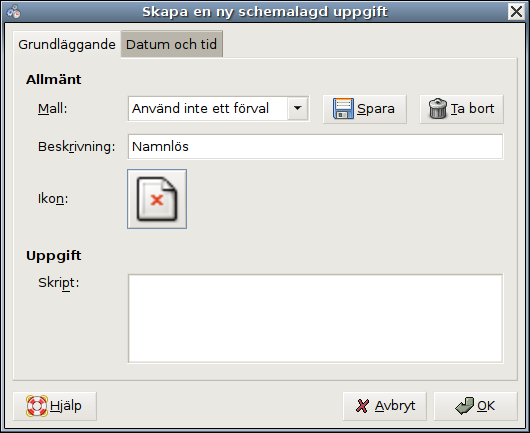 Skapa en ny schemalagd uppgift
Grundläggande Datum och tid
Allmänt
Mall: Använd inte ett förval Spara Ta bort
Beskrivning: Namnlös
Ikon:
Uppgift
Skript:
Hjälp Avbryt OK